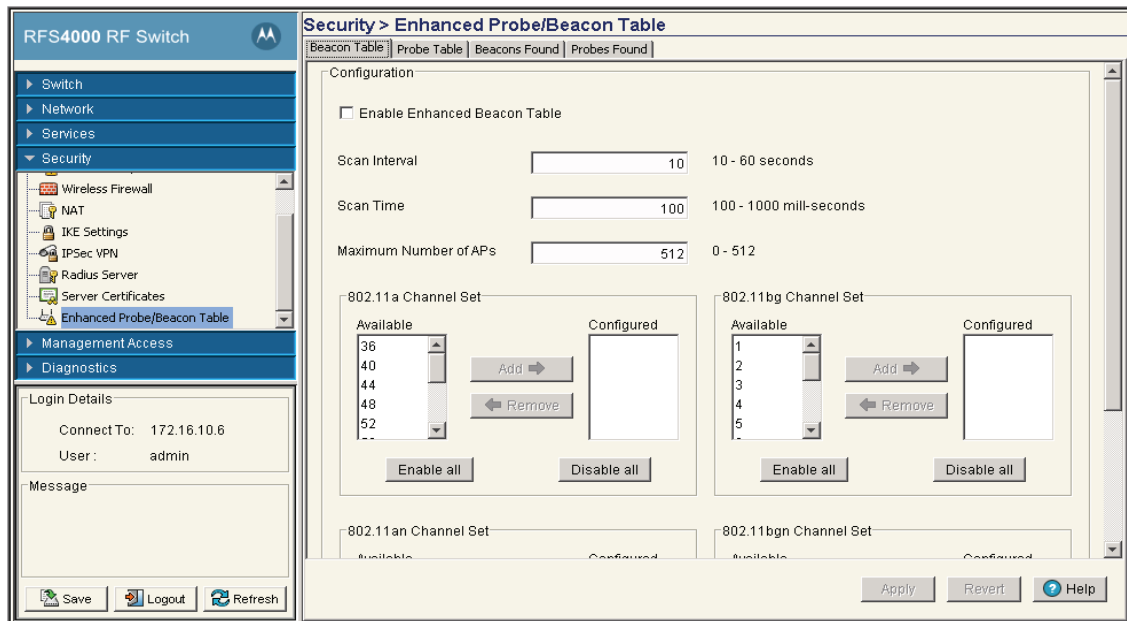 RFS4000 RF Switch
Switch
Network
Services
Security
Wireless Firewall
NAT
IKE Settings
IPSec VPN
Radius Server
Server Certificates
Enhanced Probe/Beacon Table
Management Access
Diagnostics
Login Details
Connect To: 172.16.10.6
User : admin
Message
Save Logout Refresh
Security > Enhanced Probe/Beacon Table
Beacon Table Probe Table Beacons Found Probes Found
Configuration
Enable Enhanced Beacon Table
Scan Interval 10 10 - 60 seconds
Scan Time 100 100 - 1000 mill-seconds
Maximum Number of APs 512 0 - 512
802.11a Channel Set
Available Configured
36
40
44
48
52
Add
Remove
Enable all Disable all
802.11bg Channel Set
Available Configured
1
2
3
4
5
Add
Remove
Enable all Disable all
802.11an Channel Set
Available Configured
802.11bgn Channel Set
Available Configured
Apply Revert Help